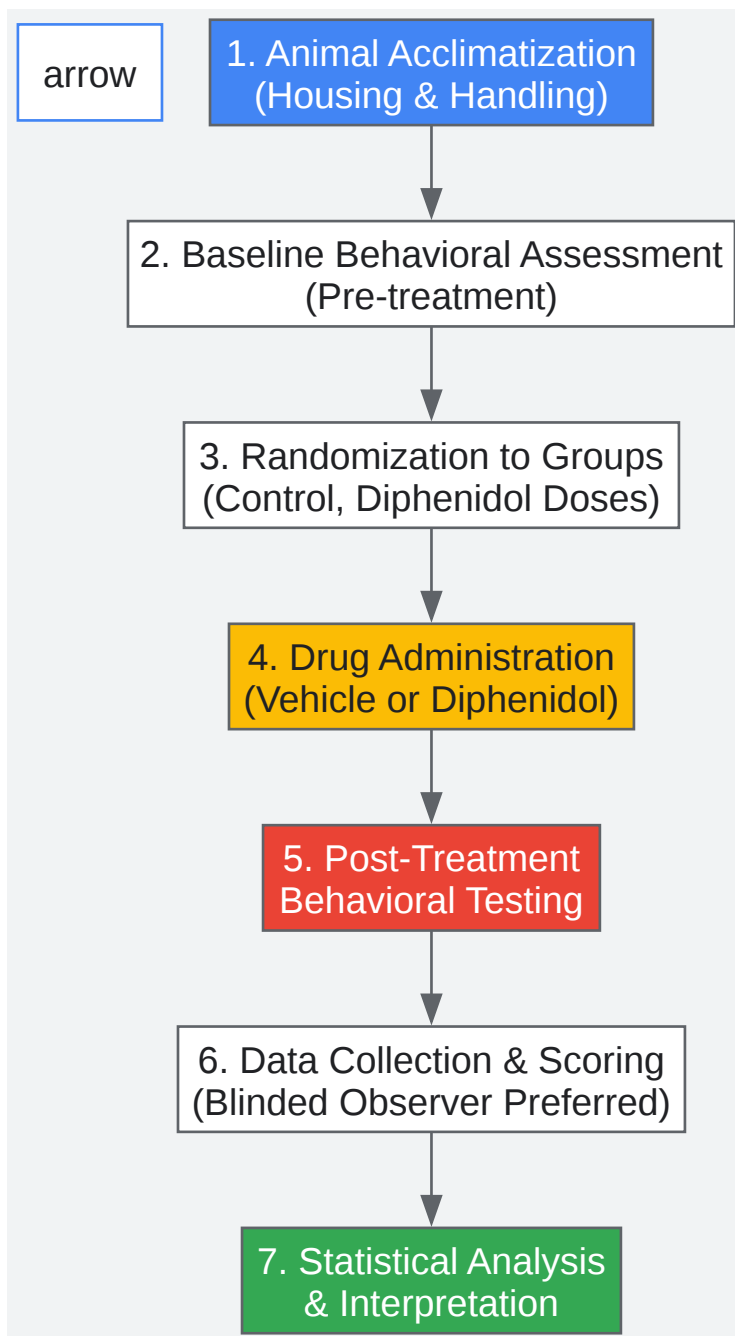 arrow
1. Animal Acclimatization
(Housing & Handling)
2. Baseline Behavioral Assessment
(Pre-treatment)
3. Randomization to Groups
(Control, Diphenidol Doses)
4. Drug Administration
(Vehicle or Diphenidol)
5. Post-Treatment
Behavioral Testing
6. Data Collection & Scoring
(Blinded Observer Preferred)
7. Statistical Analysis
& Interpretation